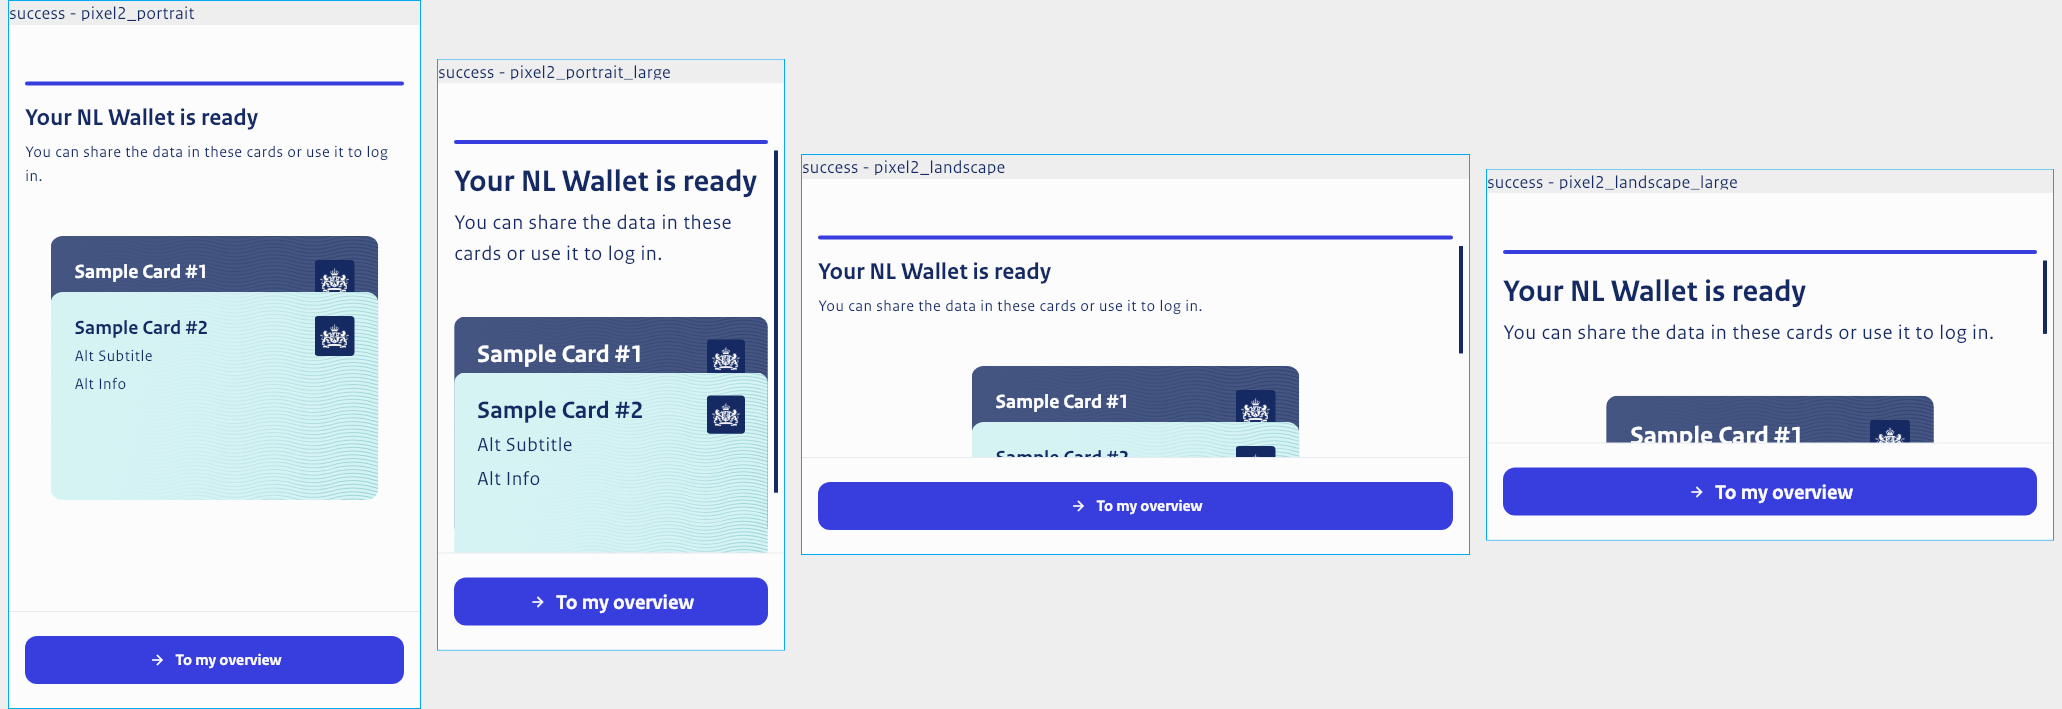 success - pixel2_portrait
Your NL Wallet is ready
You can share the data in these cards or use it to log
in.
Sample Card #1
Sample Card #2
Alt Subtitle
Alt Info
→ To my overview
success - pixel2_portrait_large
Your NL Wallet is ready
You can share the data in these
cards or use it to log in.
Sample Card #1
Sample Card #2
Alt Subtitle
Alt Info
→ To my overview
success - pixel2_landscape
Your NL Wallet is ready
You can share the data in these cards or use it to log in.
Sample Card #1
Sample Card #2
→ To my overview
success - pixel2_landscape_large
Your NL Wallet is ready
You can share the data in these cards or use it to log in.
Sample Card #1
→ To my overview